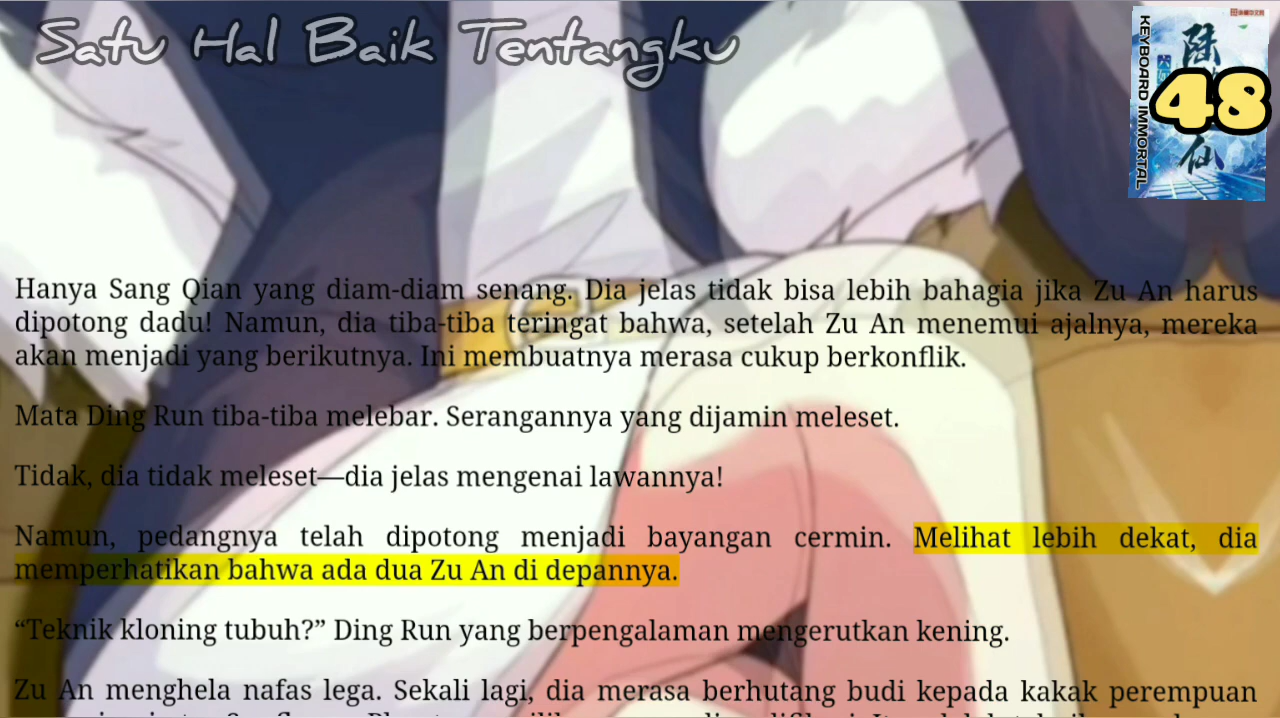 Satu Hal Baik Tentangku
KEYBOARD IMMORTAL
48
仙
Hanya Sang Qian yang diam-diam senang. Dia jelas tidak bisa lebih bahagia jika Zu An harus
dipotong dadu! Namun, dia tiba-tiba teringat bahwa, setelah Zu An menemui ajalnya, mereka
akan menjadi yang berikutnya. Ini membuatnya merasa cukup berkonflik.
Mata Ding Run tiba-tiba melebar. Serangannya yang dijamin meleset.
Tidak, dia tidak meleset—dia jelas mengenai lawannya!
Namun, pedangnya telah dipotong menjadi bayangan cermin. Melihat lebih dekat, dia
memperhatikan bahwa ada dua Zu An di depannya.
“Teknik kloning tubuh?” Ding Run yang berpengalaman mengerutkan kening.
Zu An menghela nafas lega. Sekali lagi, dia merasa berhutang budi kepada kakak perempuan